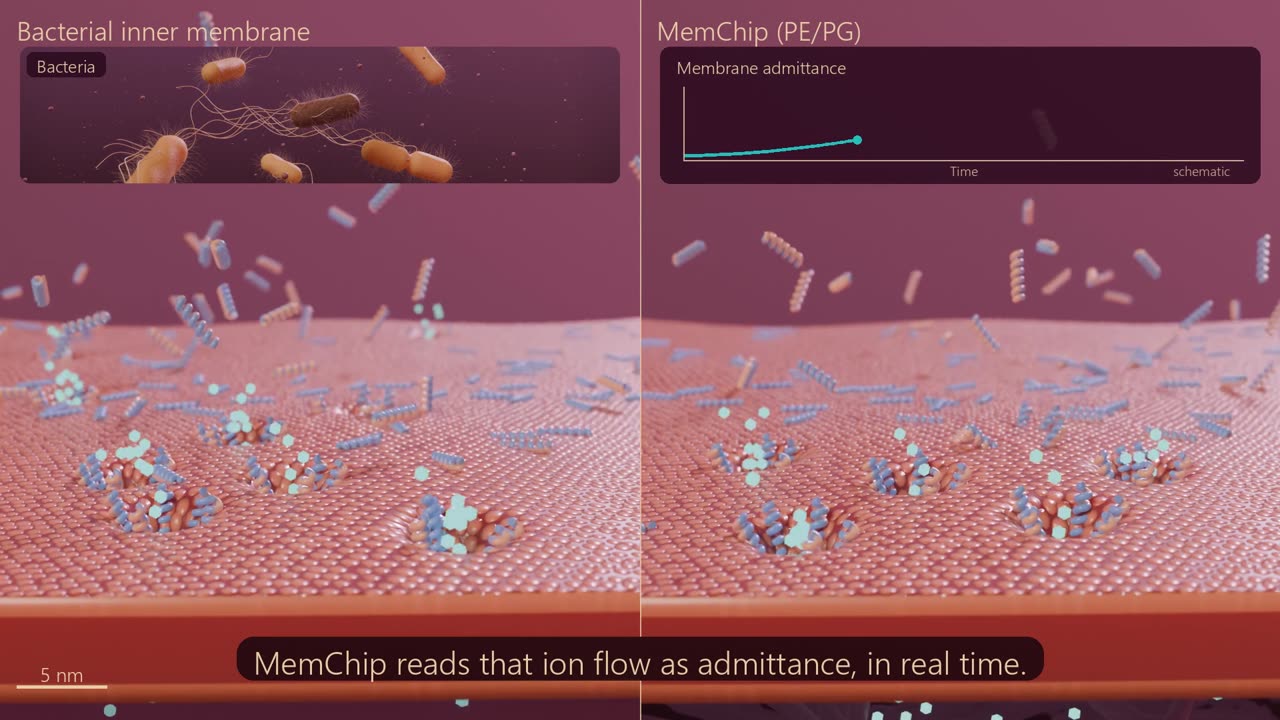 Bacterial inner membrane
Bacteria
MemChip (PE/PG)
Membrane admittance
Time
schematic
MemChip reads that ion flow as admittance, in real time.
5 nm